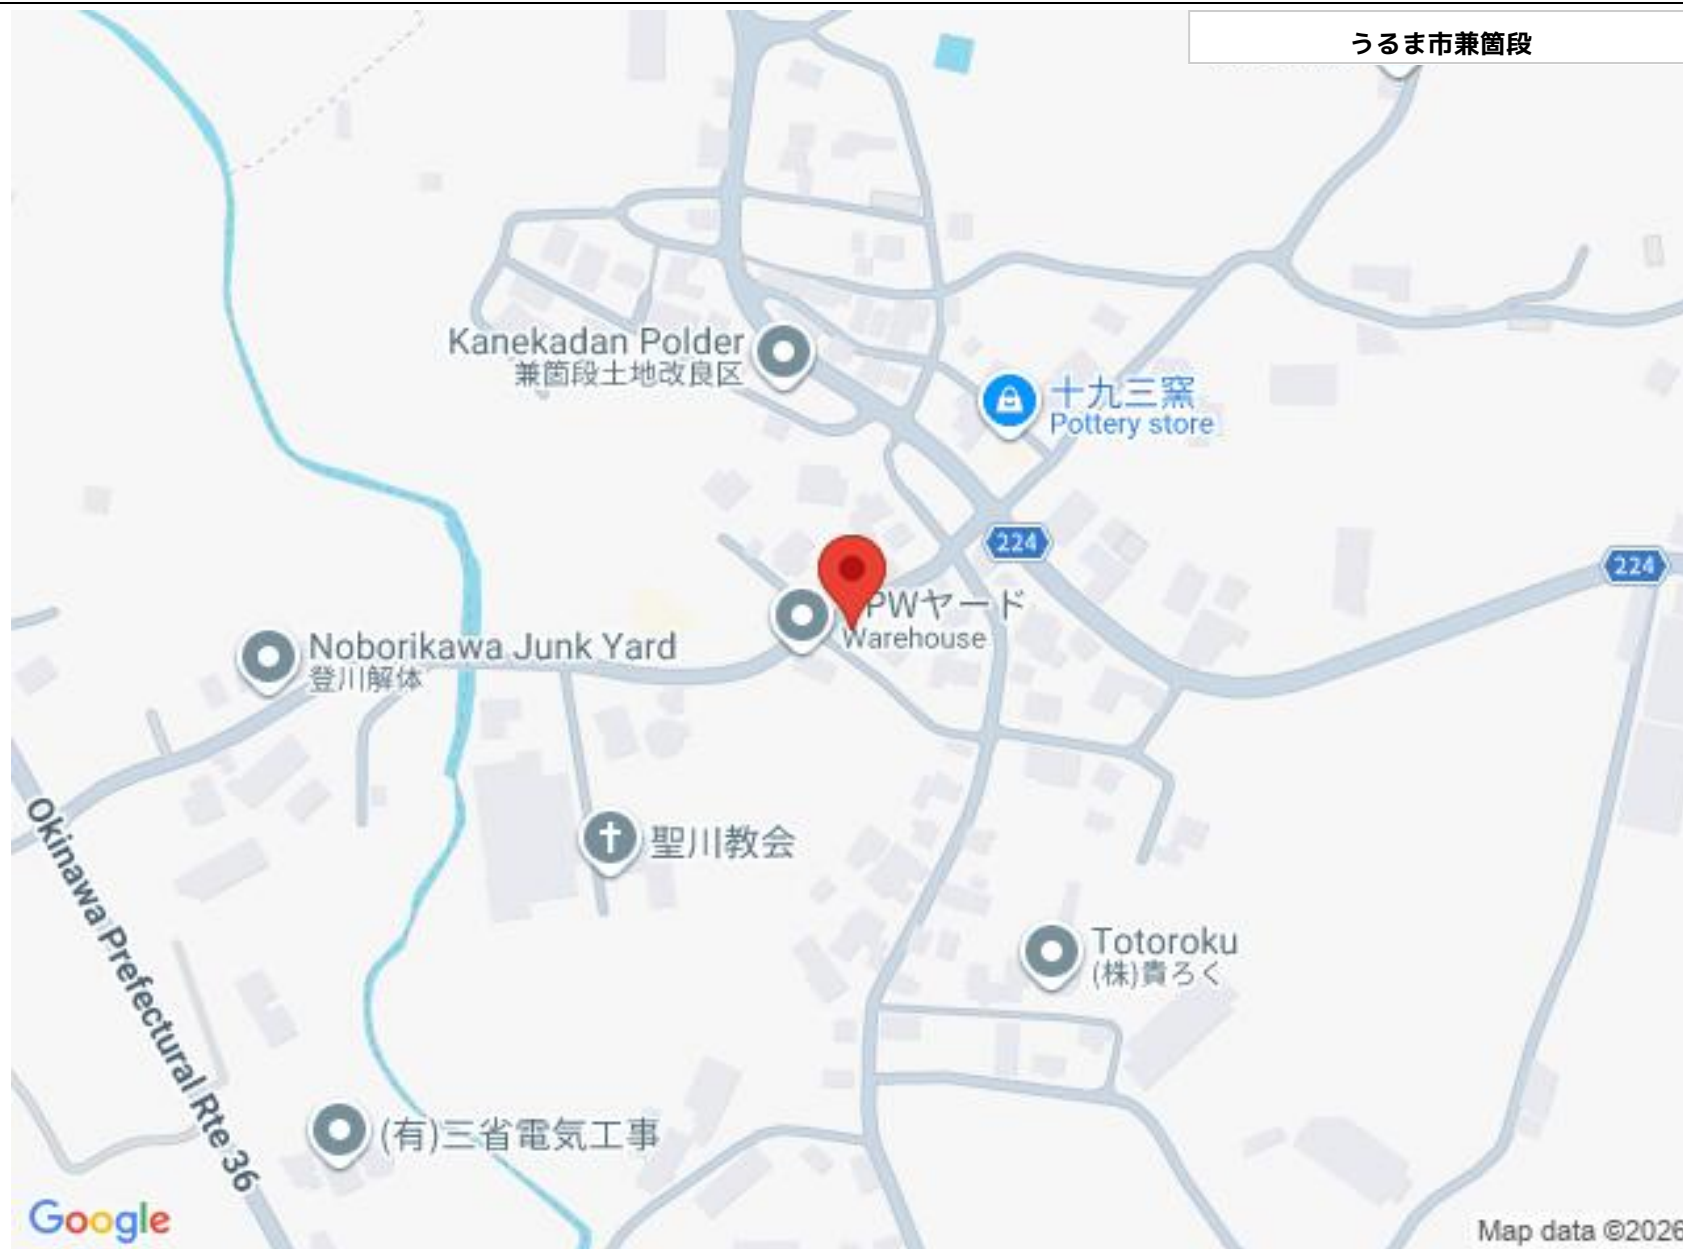 うるま市兼箇段
Kanekadan Polder
兼箇段土地改良区
十九三窯
Pottery store
224
224
PWヤード
Warehouse
Noborikawa Junk Yard
登川解体
Okinawa Prefectural Rte 36
聖川教会
Totoroku
(株)貴ろく
(有)三省電気工事
Google
Map data ©2026